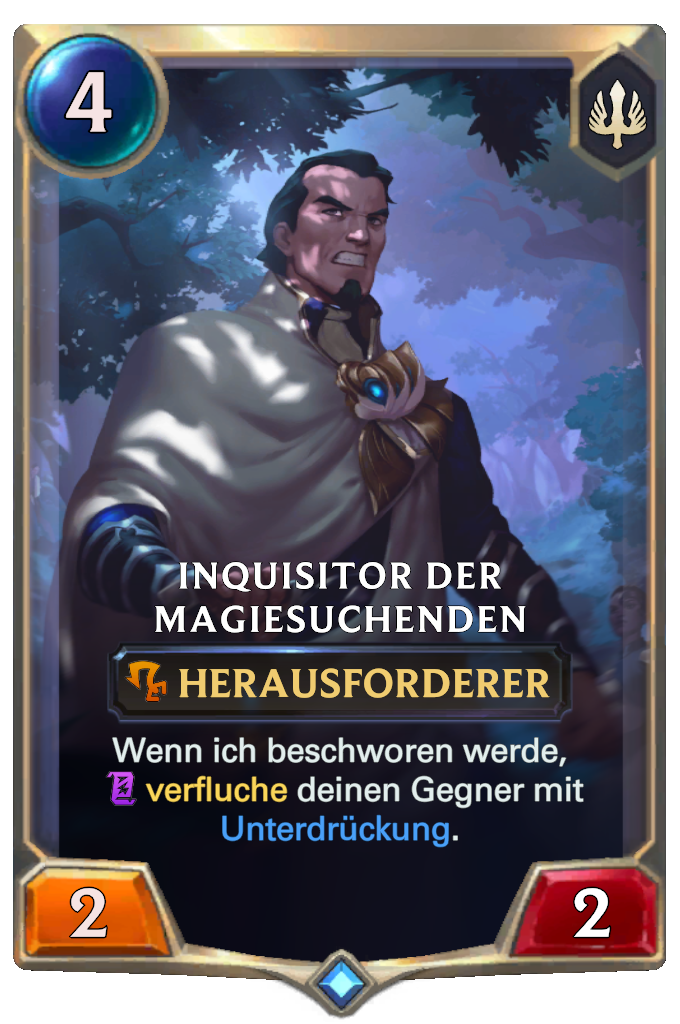 4
INQUISITOR DER
MAGIESUCHENDEN
HERAUSFORDERER
Wenn ich beschworen werde,
verfluche deinen Gegner mit
Unterdrückung.
2
2